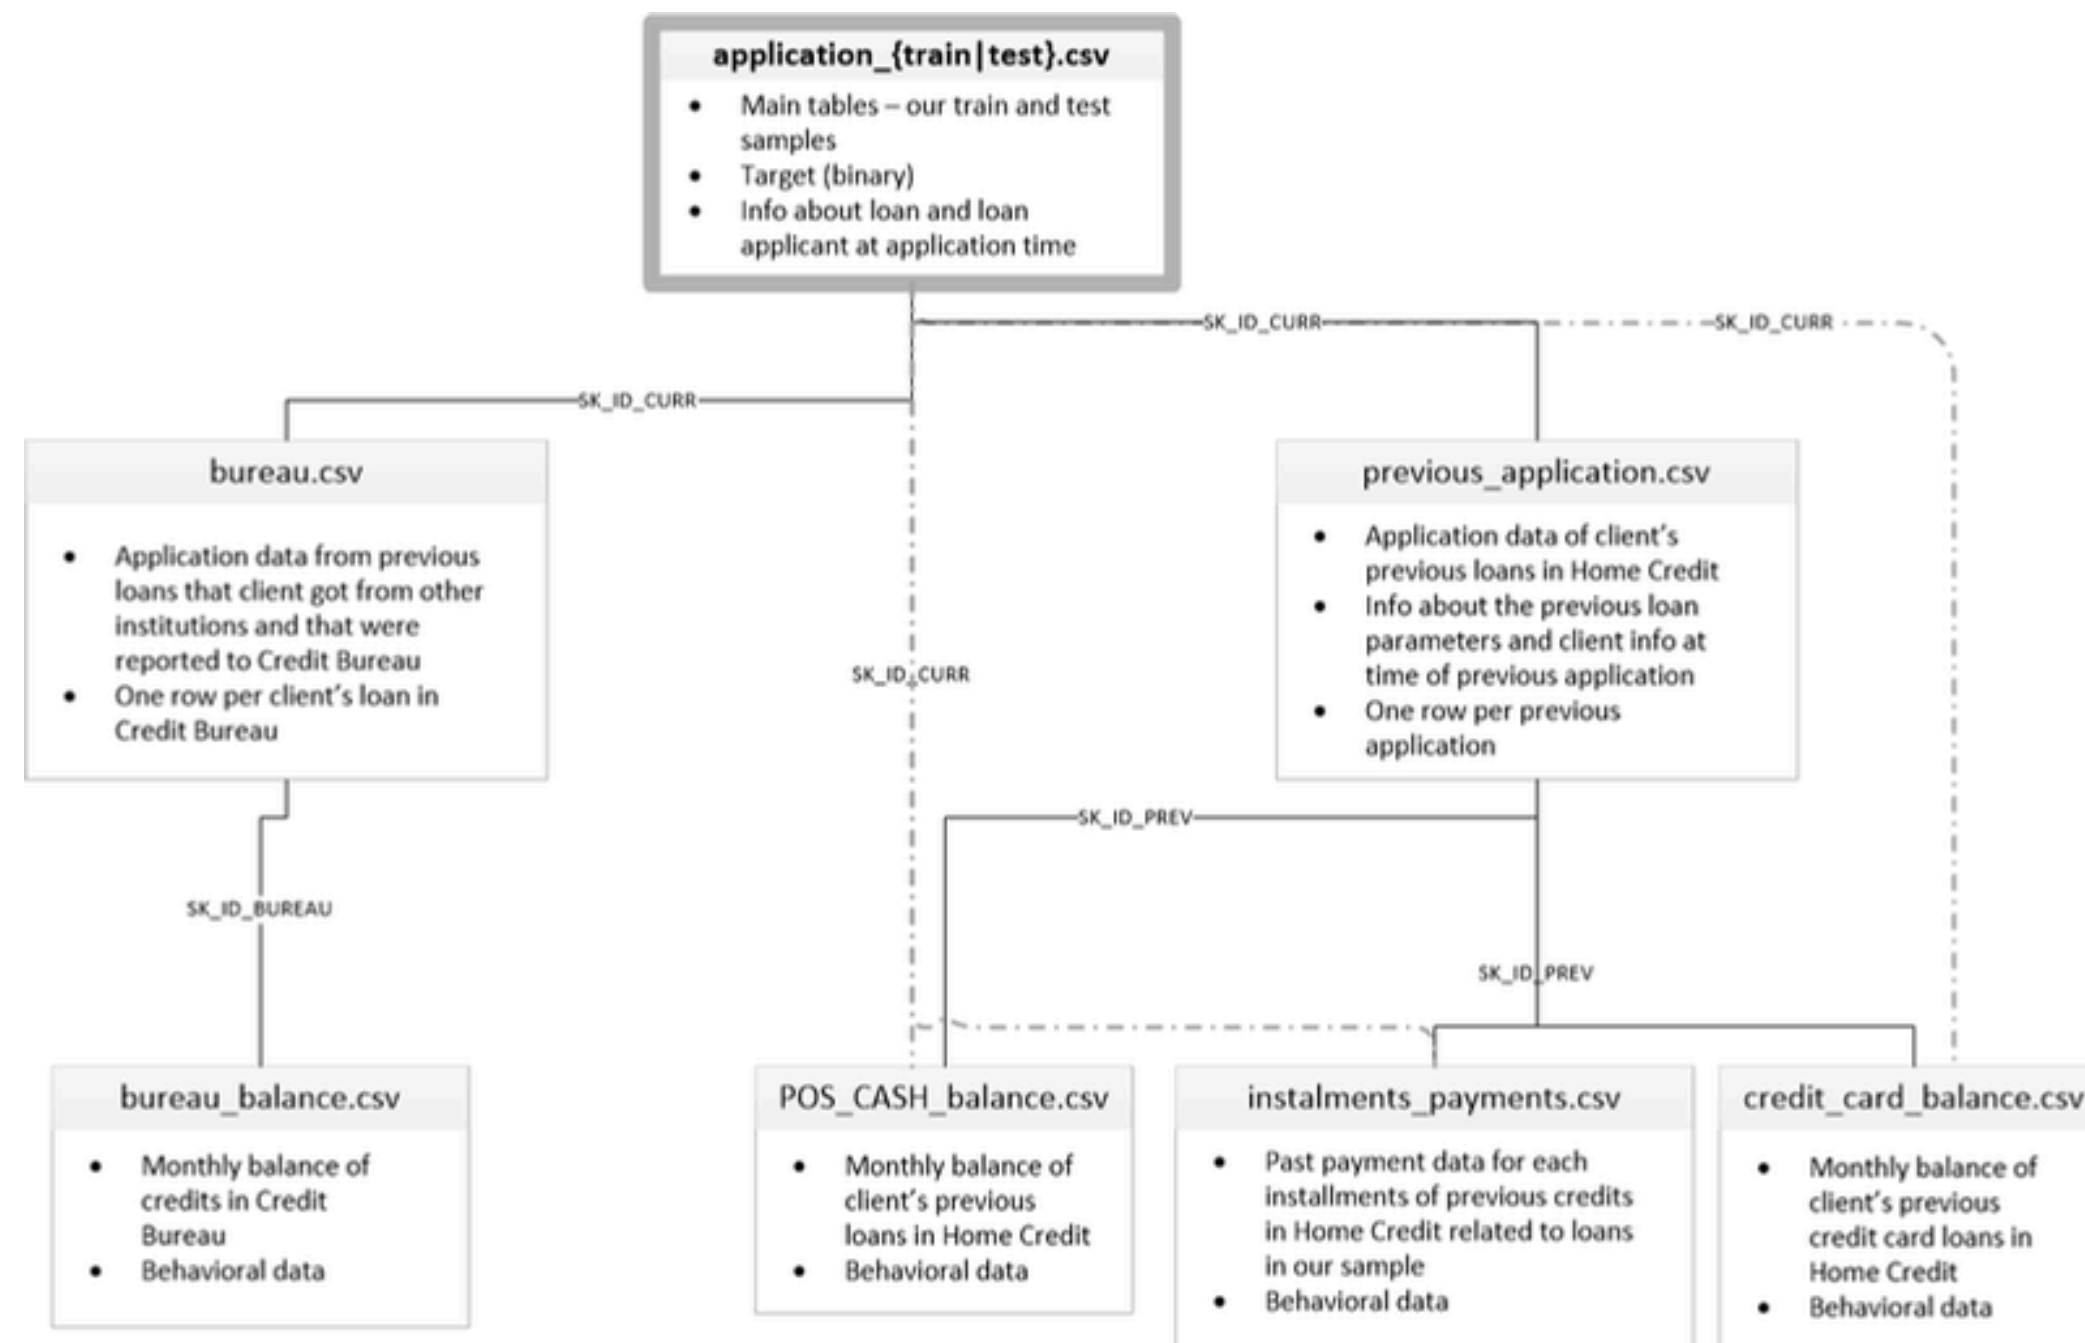 application_{train|test}.csv
• Main tables – our train and test
samples
• Target (binary)
• Info about loan and loan
applicant at application time
SK_ID_CURR
SK_ID_CURR
SK_ID_CURR
bureau.csv
• Application data from previous
loans that client got from other
institutions and that were
reported to Credit Bureau
• One row per client's loan in
Credit Bureau
previous_application.csv
• Application data of client's
previous loans in Home Credit
• Info about the previous loan
parameters and client info at
time of previous application
• One row per previous
application
SK_ID_CURR
SK_ID_PREV
SK_ID_BUREAU
SK_ID_PREV
bureau_balance.csv
• Monthly balance of
credits in Credit
Bureau
• Behavioral data
POS_CASH_balance.csv
• Monthly balance of
client's previous
loans in Home Credit
• Behavioral data
instalments_payments.csv
• Past payment data for each
installments of previous credits
in Home Credit related to loans
in our sample
• Behavioral data
credit_card_balance.csv
• Monthly balance of
client's previous
credit card loans in
Home Credit
• Behavioral data